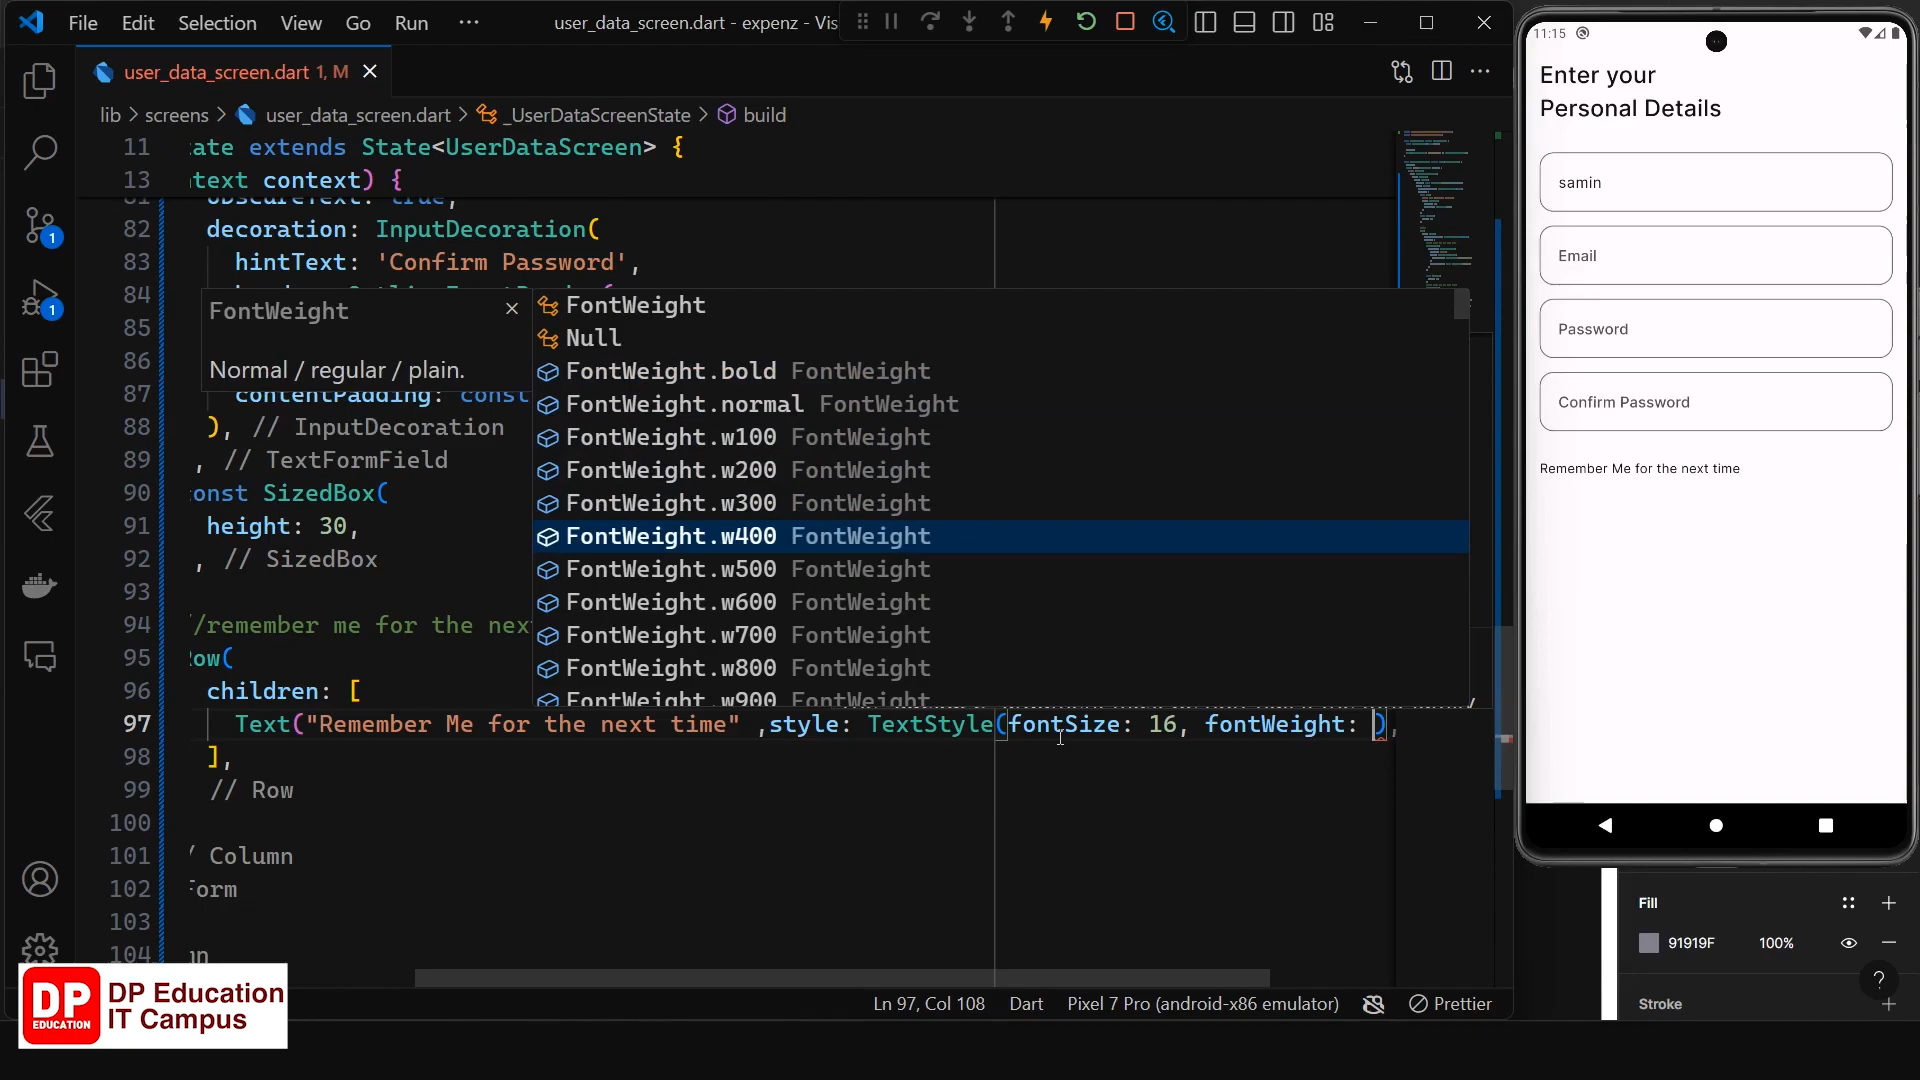 File Edit Selection View Go Run ··· user_data_screen.dart - expenz - Vis
user_data_screen.dart 1, M
lib > screens > user_data_screen.dart > _UserDataScreenState > build
11 ate extends State<UserDataScreen> {
13 text context) {
obscureText: true,
82 decoration: InputDecoration(
83 hintText: 'Confirm Password',
84
85
86
87 contentPadding: const
88 ), // InputDecoration
89 , // TextFormField
90 onst SizedBox(
91 height: 30,
92 , // SizedBox
93
94 /remember me for the nex
95 Row(
96 children: [
97 Text("Remember Me for the next time" ,style: TextStyle(fontSize: 16, fontWeight: ),
98 ],
99 // Row
100
101 / Column
102 Form
103
104
FontWeight
Normal / regular / plain.
FontWeight
Null
FontWeight.bold FontWeight
FontWeight.normal FontWeight
FontWeight.w100 FontWeight
FontWeight.w200 FontWeight
FontWeight.w300 FontWeight
FontWeight.w400 FontWeight
FontWeight.w500 FontWeight
FontWeight.w600 FontWeight
FontWeight.w700 FontWeight
FontWeight.w800 FontWeight
FontWeight.w900 FontWeight
1
1
Ln 97, Col 108 Dart Pixel 7 Pro (android-x86 emulator) Prettier
DP EDUCATION
DP Education
IT Campus
11:15
Enter your
Personal Details
samin
Email
Password
Confirm Password
Remember Me for the next time
Fill
91919F 100%
?
Stroke